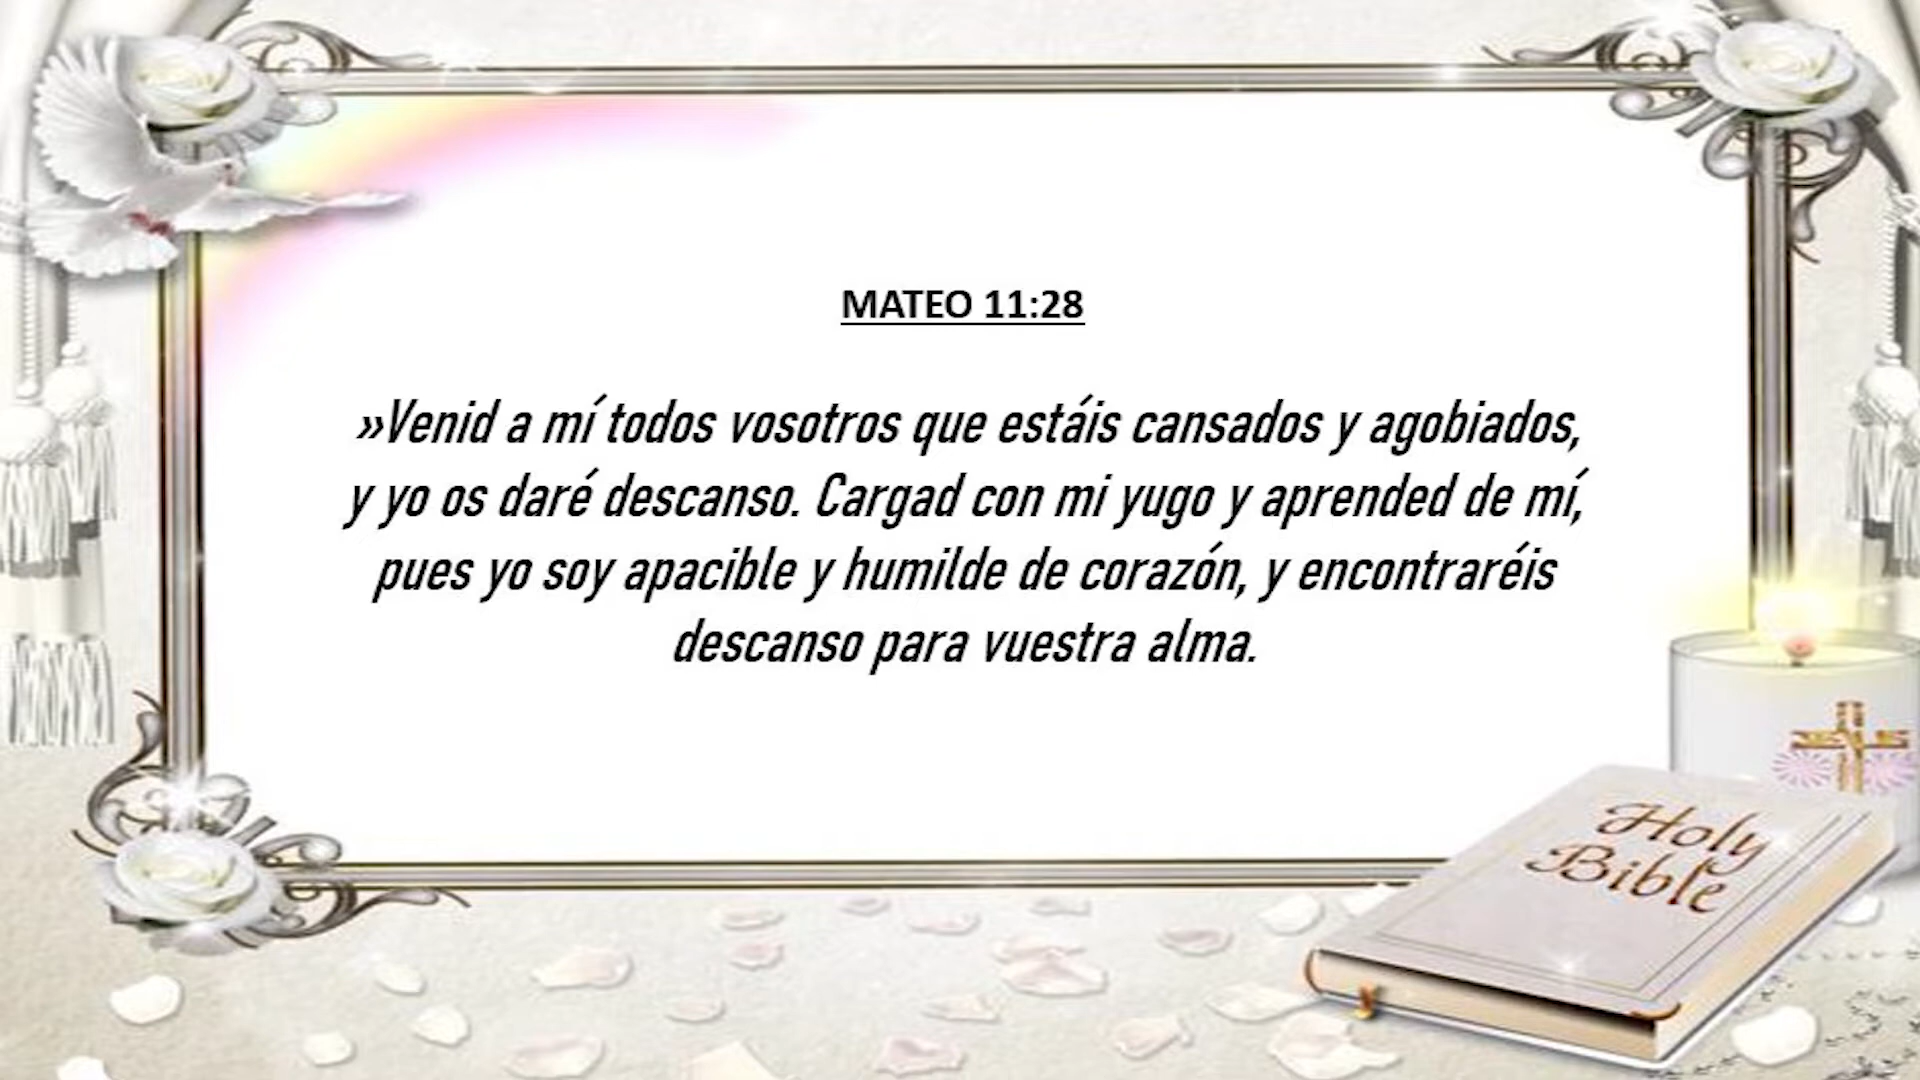 MATEO 11:28
»Venid a mí todos vosotros que estáis cansados y agobiados,
y yo os daré descanso. Cargad con mi yugo y aprended de mí,
pues yo soy apacible y humilde de corazón, y encontraréis
descanso para vuestra alma.
JESUS
Holy
Bible